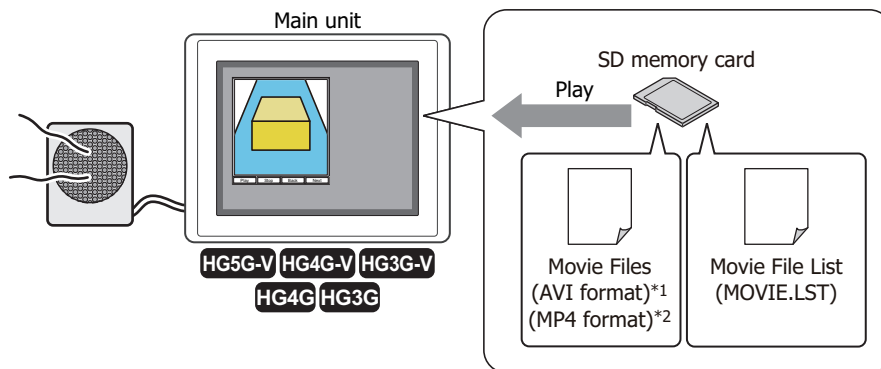 Main unit
SD memory card
Play
Play Stop Back Next
HG5G-V HG4G-V HG3G-V
HG4G HG3G
Movie Files
(AVI format)*1
(MP4 format)*2
Movie File List
(MOVIE.LST)